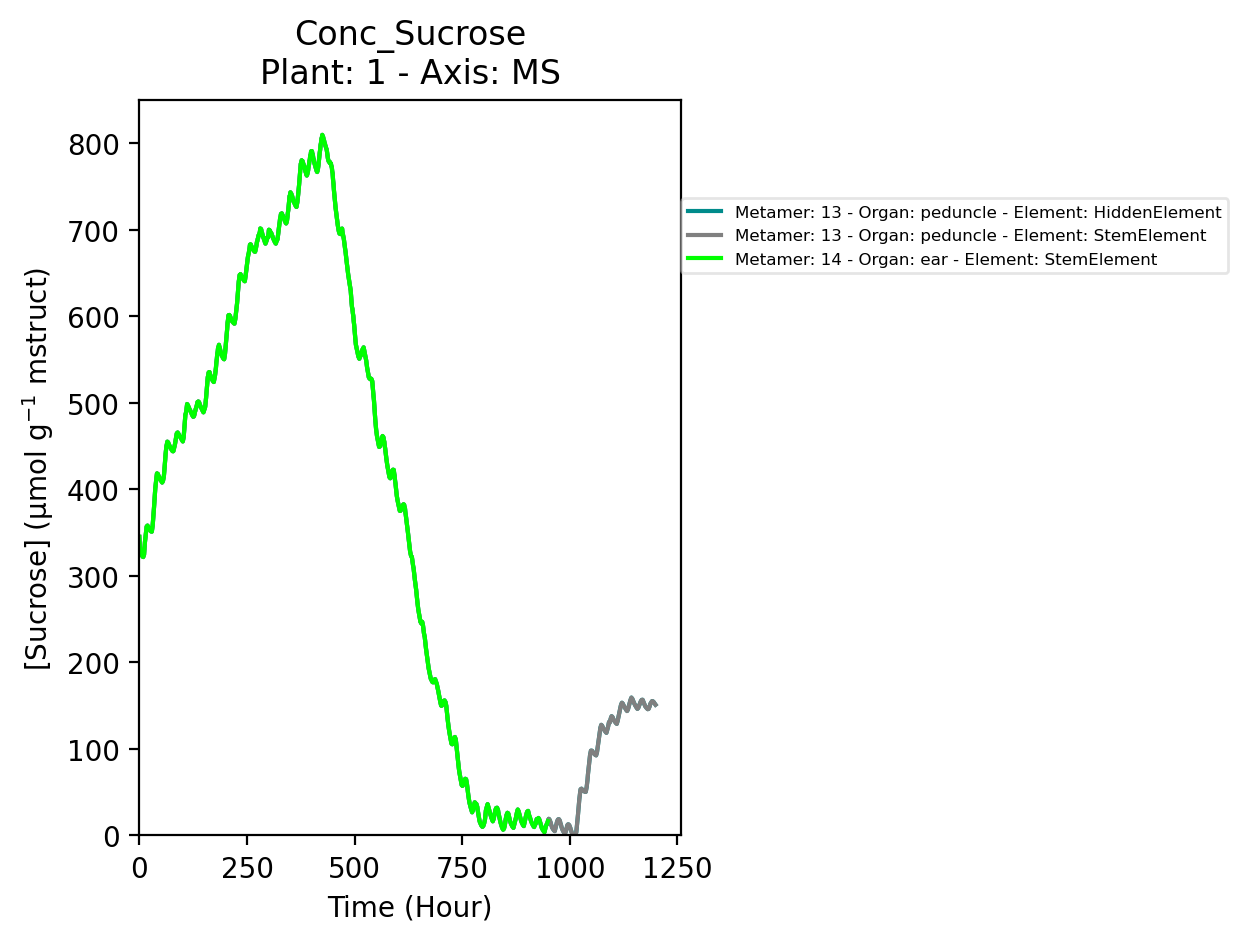 Conc_Sucrose
Plant: 1 - Axis: MS
800
700
600
500
400
300
200
100
0
[Sucrose] (µmol g⁻¹ mstruct)
0 250 500 750 1000 1250
Time (Hour)
Metamer: 13 - Organ: peduncle - Element: HiddenElement
Metamer: 13 - Organ: peduncle - Element: StemElement
Metamer: 14 - Organ: ear - Element: StemElement